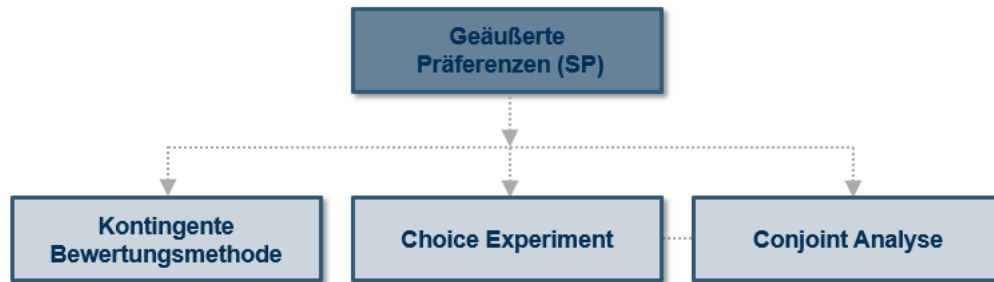 Geäußerte
Präferenzen (SP)
Kontingente
Bewertungsmethode
Choice Experiment
Conjoint Analyse